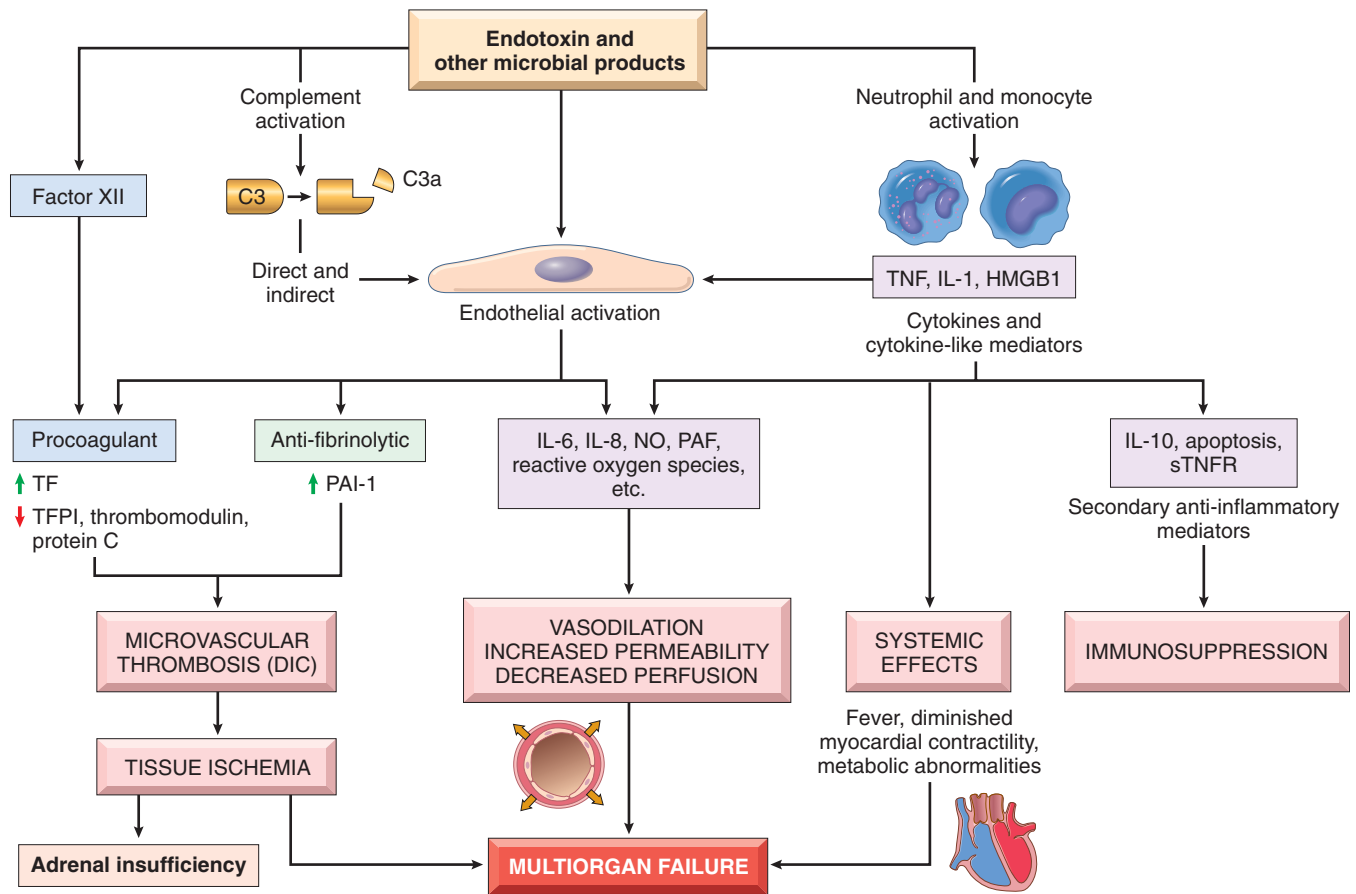 Endotoxin and
other microbial products
Complement
activation
Neutrophil and monocyte
activation
Factor XII
C3
C3a
Direct and
indirect
TNF, IL-1, HMGB1
Endothelial activation
Cytokines and
cytokine-like mediators
Procoagulant
Anti-fibrinolytic
IL-6, IL-8, NO, PAF,
reactive oxygen species,
etc.
IL-10, apoptosis,
sTNFR
TF
TFPI, thrombomodulin,
protein C
PAI-1
Secondary anti-inflammatory
mediators
MICROVASCULAR
THROMBOSIS (DIC)
VASODILATION
INCREASED PERMEABILITY
DECREASED PERFUSION
SYSTEMIC
EFFECTS
IMMUNOSUPPRESSION
Fever, diminished
myocardial contractility,
metabolic abnormalities
TISSUE ISCHEMIA
Adrenal insufficiency
MULTIORGAN FAILURE